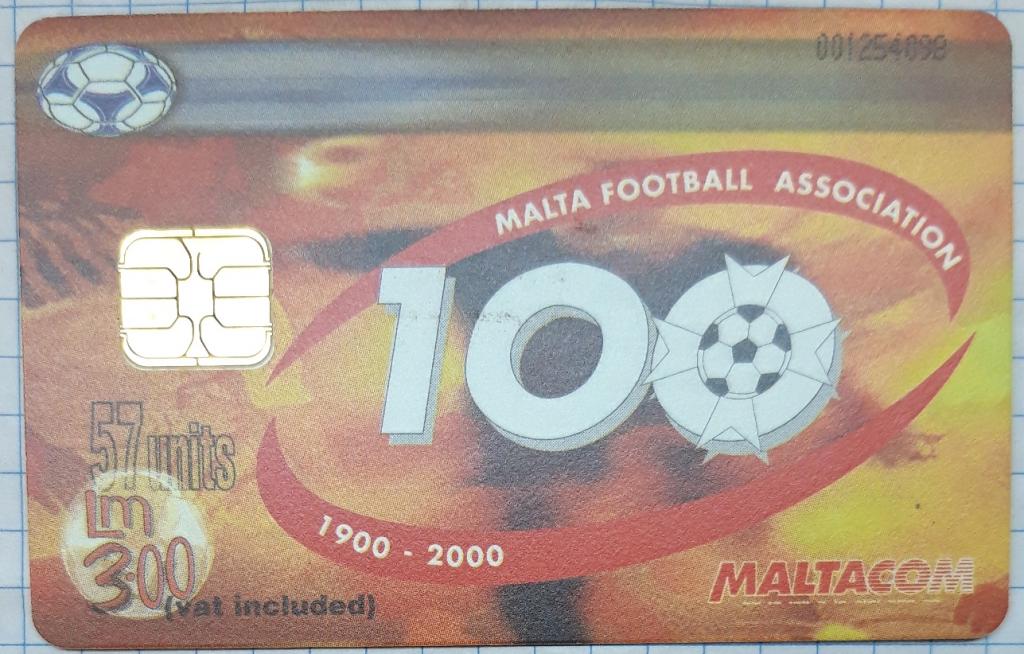 001254098
MALTA FOOTBALL ASSOCIATION
100
57 units
Lm
3.00
(vat included)
1900 - 2000
MALTACOM